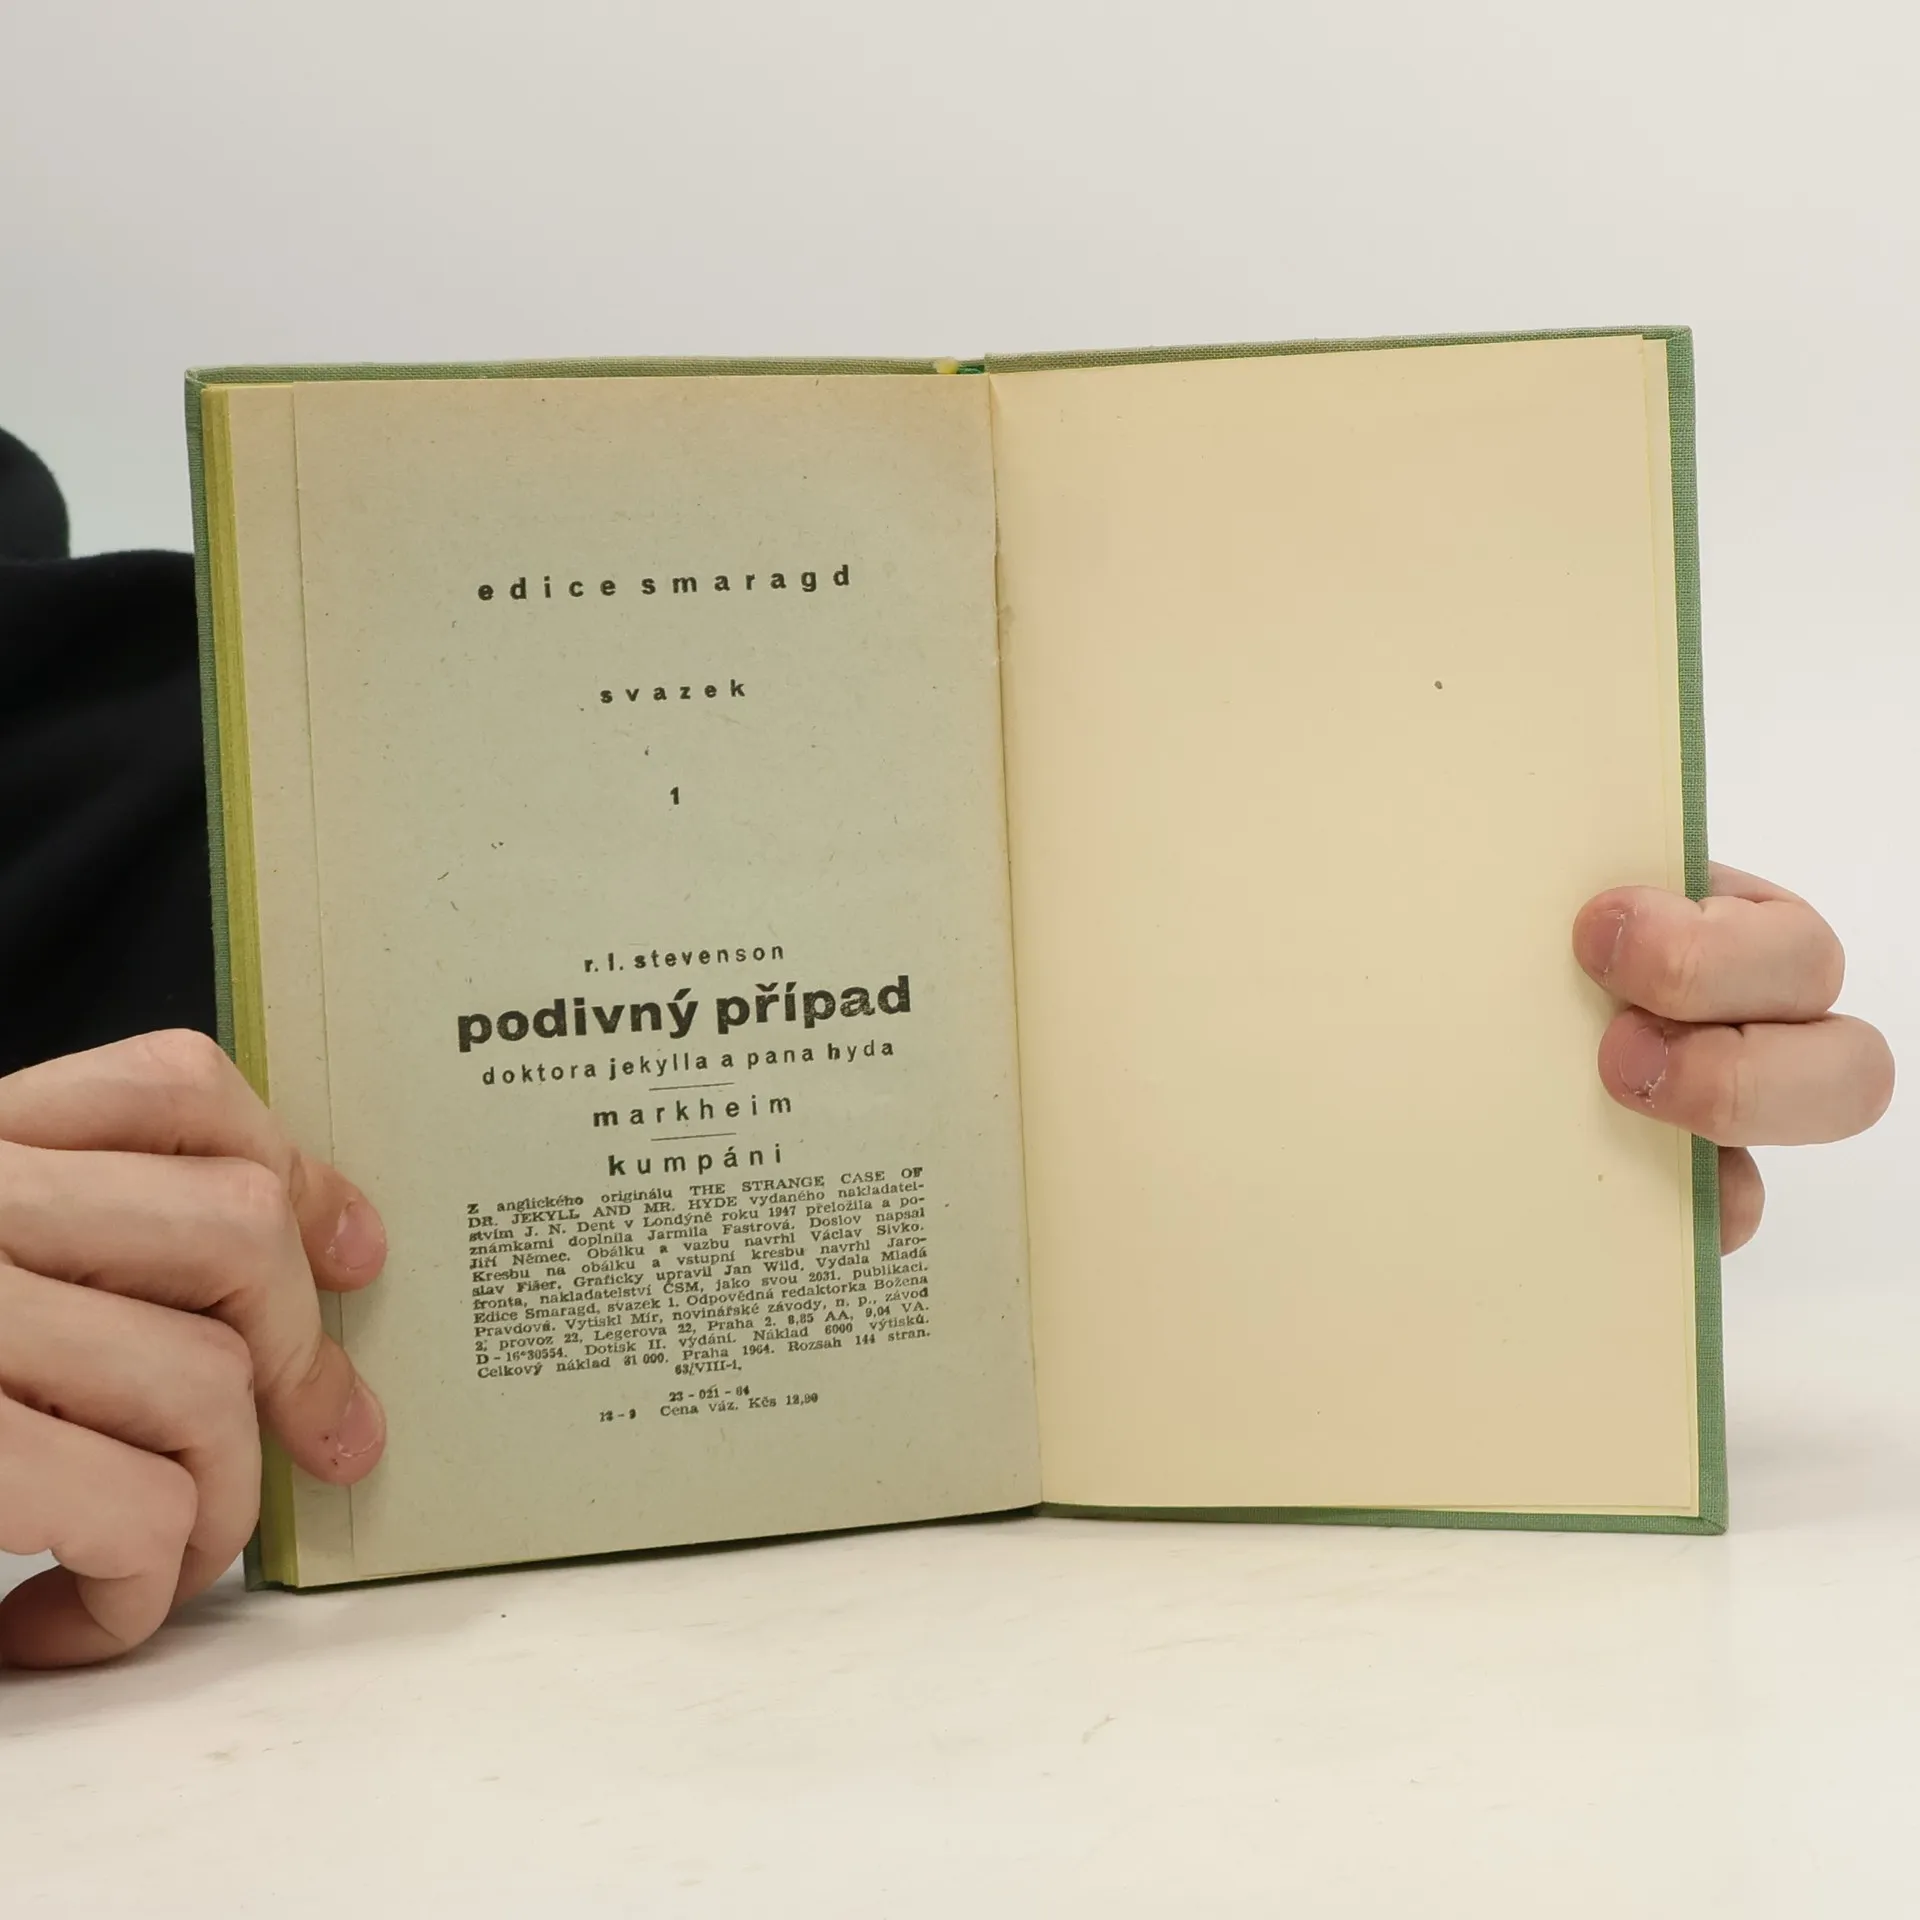 edice smaragd
svazek
1
r. l. stevenson
podivný případ
doktora jekylla a pana hyda
markheim
kumpáni
Z anglického originálu THE STRANGE CASE OF
DR. JEKYLL AND MR. HYDE vydaného nakladatel-
stvím J. N. Dent v Londýně roku 1947 přeložila a po-
známkami doplnila Jarmila Fastrová. Doslov napsal
Jiří Němec. Obálku a vazbu navrhl Václav Sivko.
Kresbu na obálku a vstupní kresbu navrhl Jaro-
slav Fišer. Graficky upravil Jan Wild. Vydala Mladá
fronta, nakladatelství ČSM, jako svou 2031. publikaci.
Edice Smaragd, svazek 1. Odpovědná redaktorka Božena
Pravdová. Vytiskl Mír, novinářské závody, n. p., závod
2, provoz 22, Legerova 22, Praha 2. 8,85 AA, 9,04 VA.
D - 16*30554. Dotisk II. vydání. Náklad 6000 výtisků.
Celkový náklad 81 000. Praha 1964. Rozsah 144 stran.
63/VIII-1.
23 - 021 - 64
12 - 9 Cena váz. Kčs 12,90